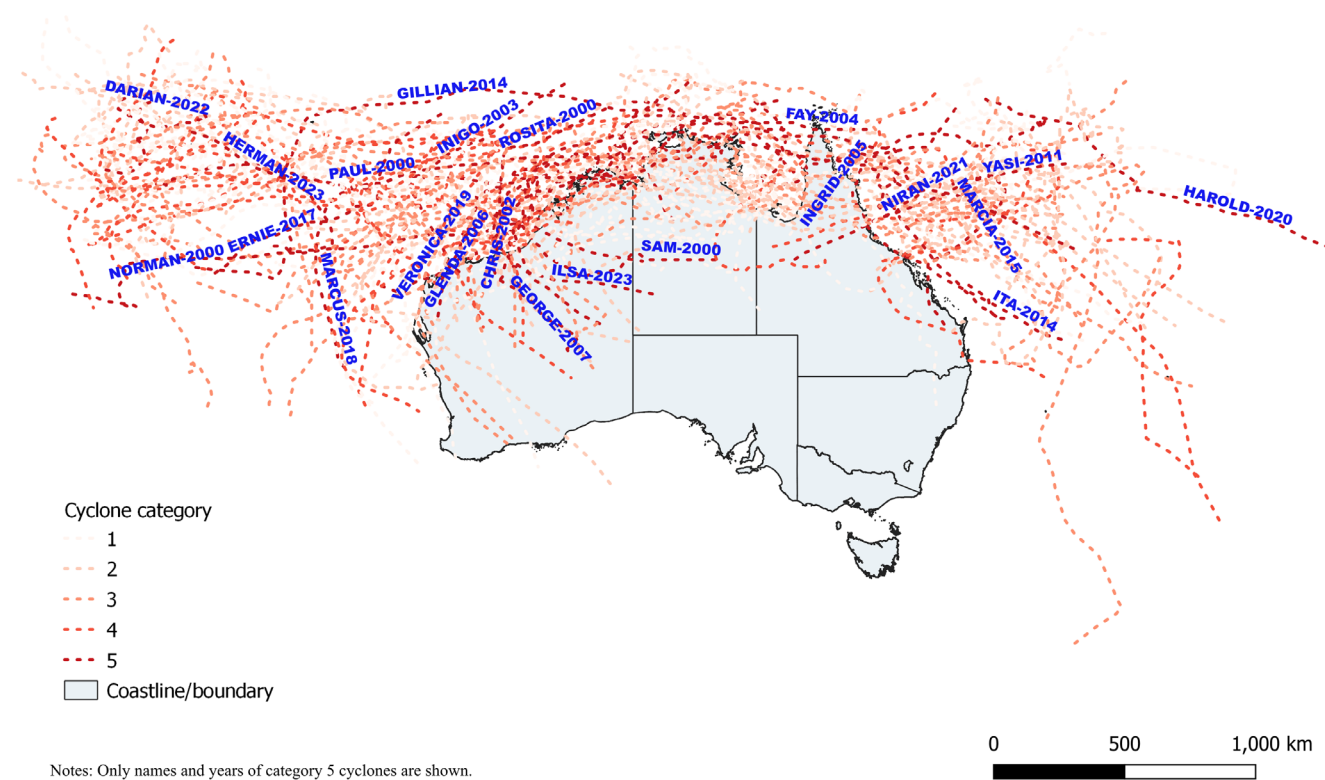 GILLIAN-2014
DARIAN-2022
INIGO-2003
ROSITA-2000
FAY-2004
HERMAN-2023
PAUL-2000
INGRID-2005
NIRAN-2021
YASI-2011
MARCIA-2015
HAROLD-2020
VERONICA-2019
GLENDA-2006
CHRIS-2002
NORMAN-2000 ERNIE-2017
SAM-2000
ILSA-2023
MARCUS-2018
GEORGE-2007
ITA-2014
Cyclone category
1
2
3
4
5
Coastline/boundary
0 500 1,000 km
Notes: Only names and years of category 5 cyclones are shown.